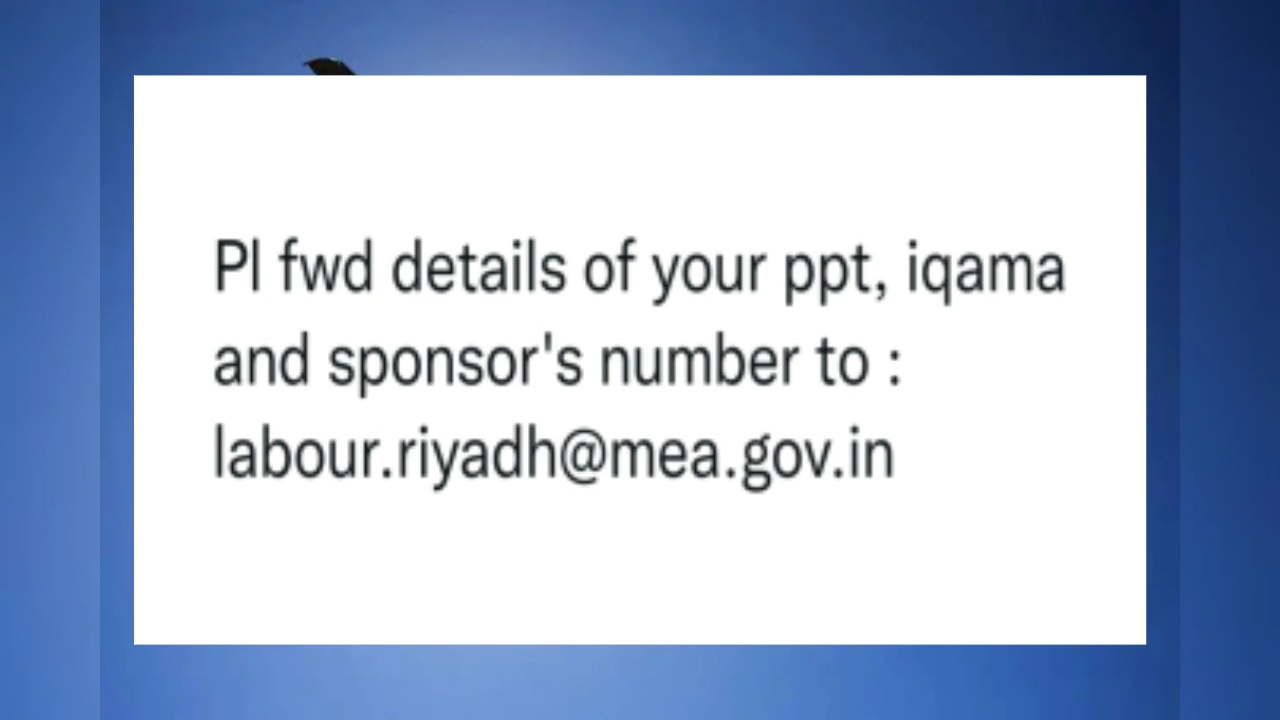 Pl fwd details of your ppt, iqama
and sponsor's number to :
labour.riyadh@mea.gov.in